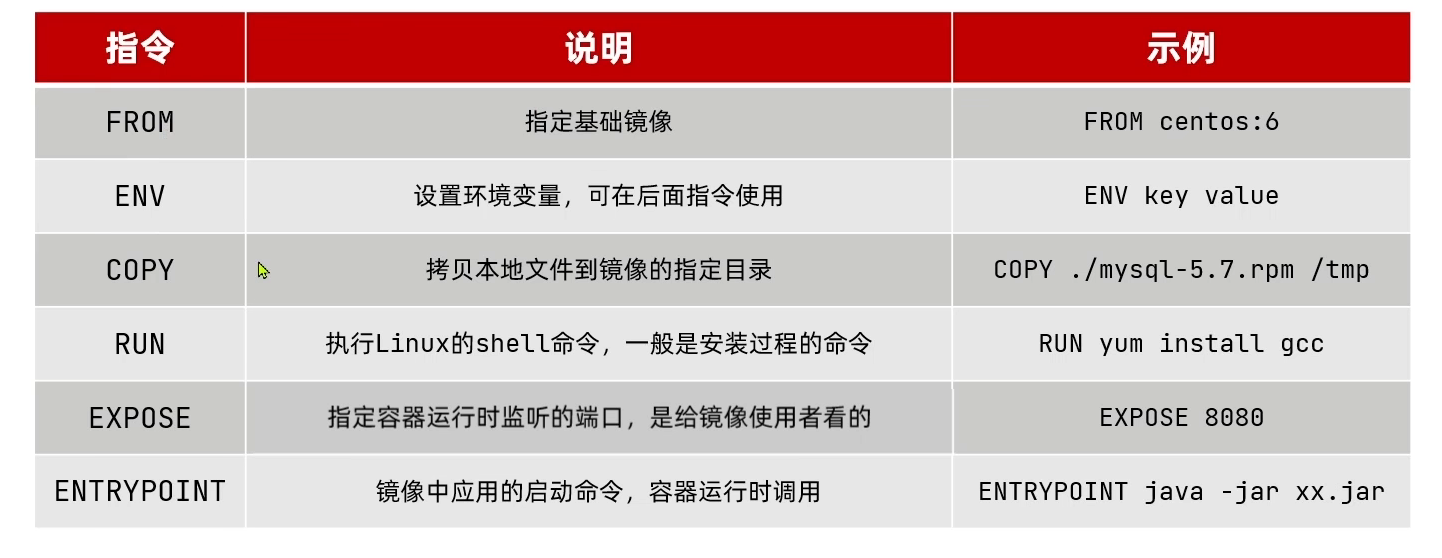 指令 说明 示例
FROM 指定基础镜像 FROM centos:6
ENV 设置环境变量，可在后面指令使用 ENV key value
COPY 拷贝本地文件到镜像的指定目录 COPY ./mysql-5.7.rpm /tmp
RUN 执行Linux的shell命令，一般是安装过程的命令 RUN yum install gcc
EXPOSE 指定容器运行时监听的端口，是给镜像使用者看的 EXPOSE 8080
ENTRYPOINT 镜像中应用的启动命令，容器运行时调用 ENTRYPOINT java -jar xx.jar